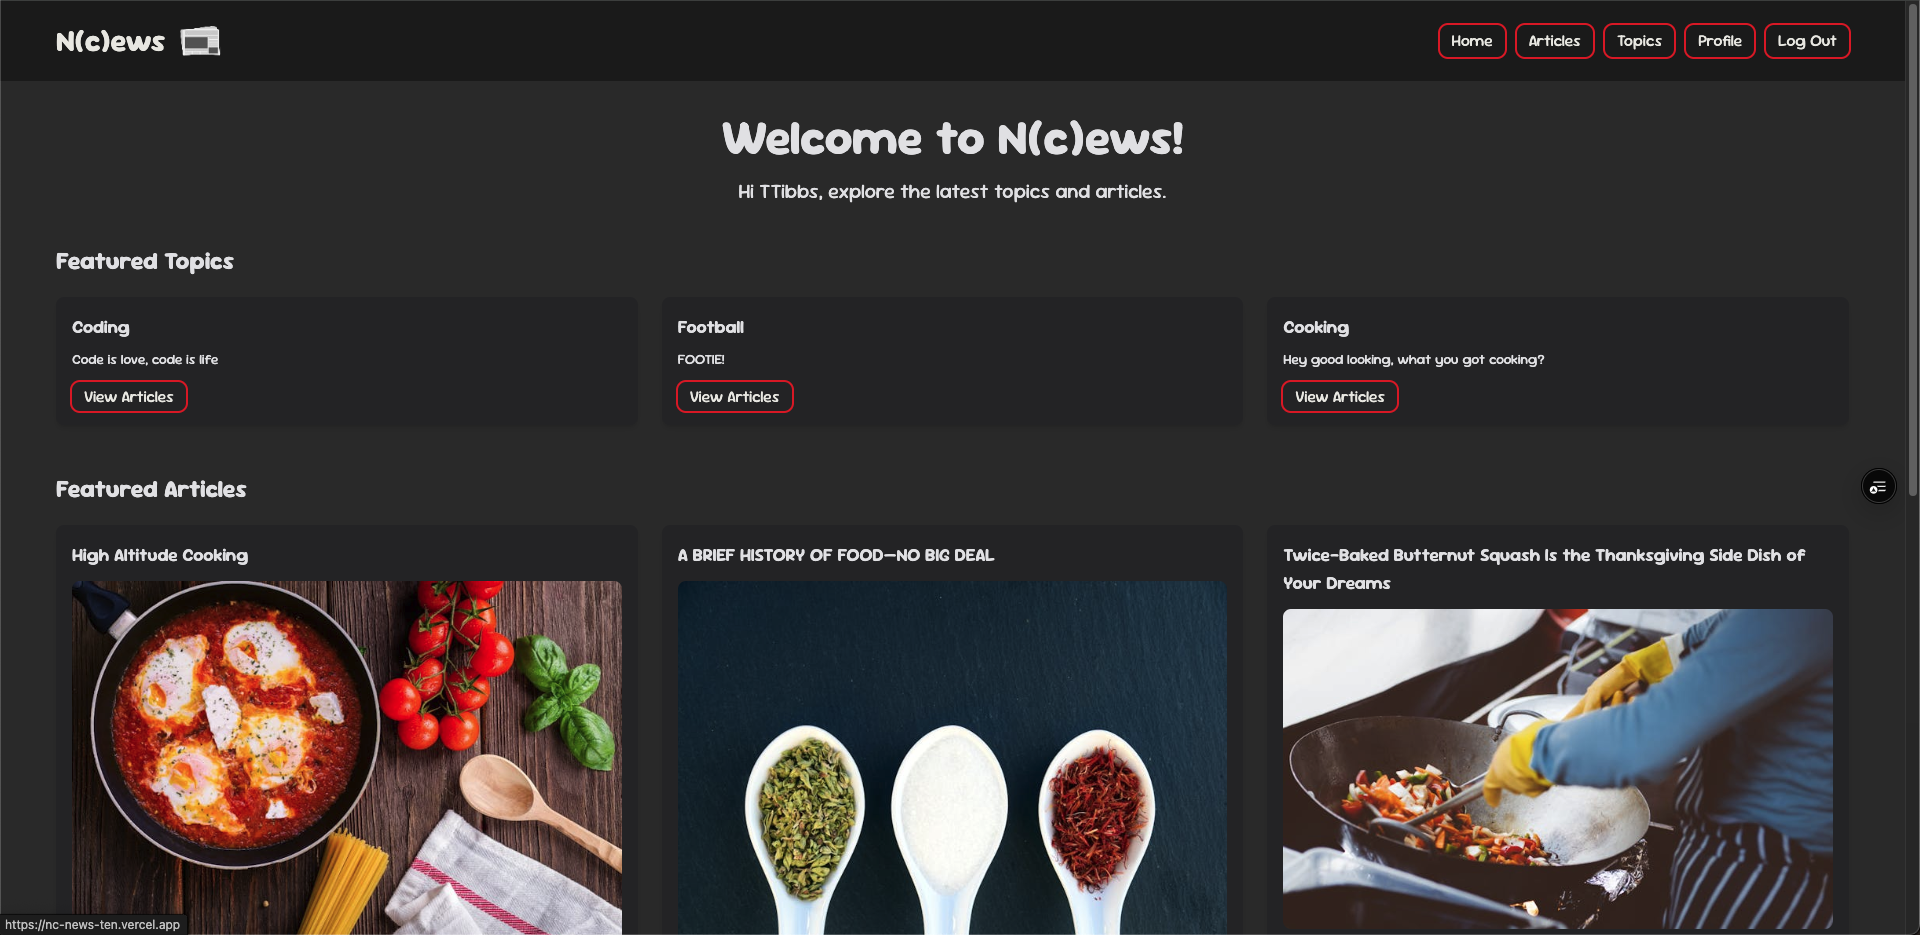 N(c)ews
Home Articles Topics Profile Log Out
Welcome to N(c)ews!
Hi TTibbs, explore the latest topics and articles.
Featured Topics
Coding
Code is love, code is life
View Articles
Football
FOOTIE!
View Articles
Cooking
Hey good looking, what you got cooking?
View Articles
Featured Articles
High Altitude Cooking
A BRIEF HISTORY OF FOOD—NO BIG DEAL
Twice-Baked Butternut Squash Is the Thanksgiving Side Dish of
Your Dreams
https://nc-news-ten.vercel.app